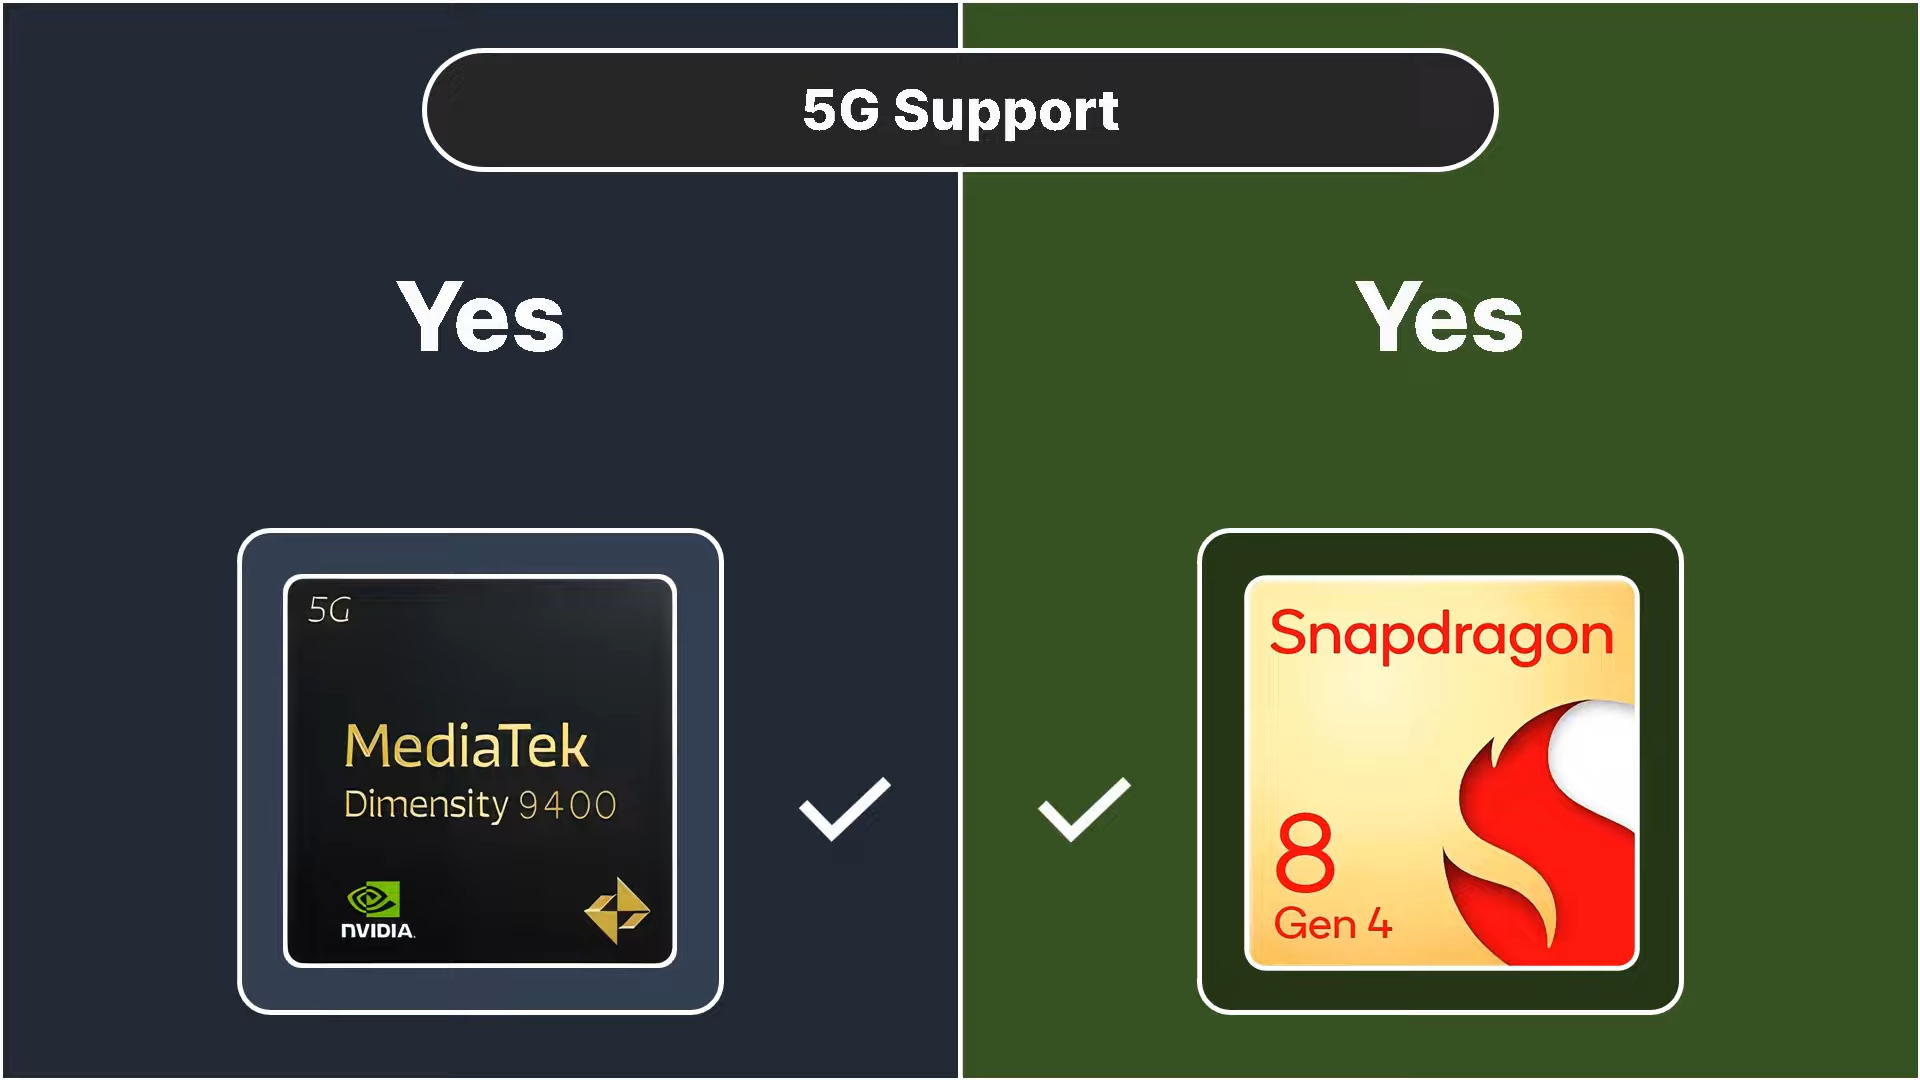 5G Support
Yes
Yes
5G
MediaTek
Dimensity 9400
NVIDIA.
Snapdragon
8
Gen 4